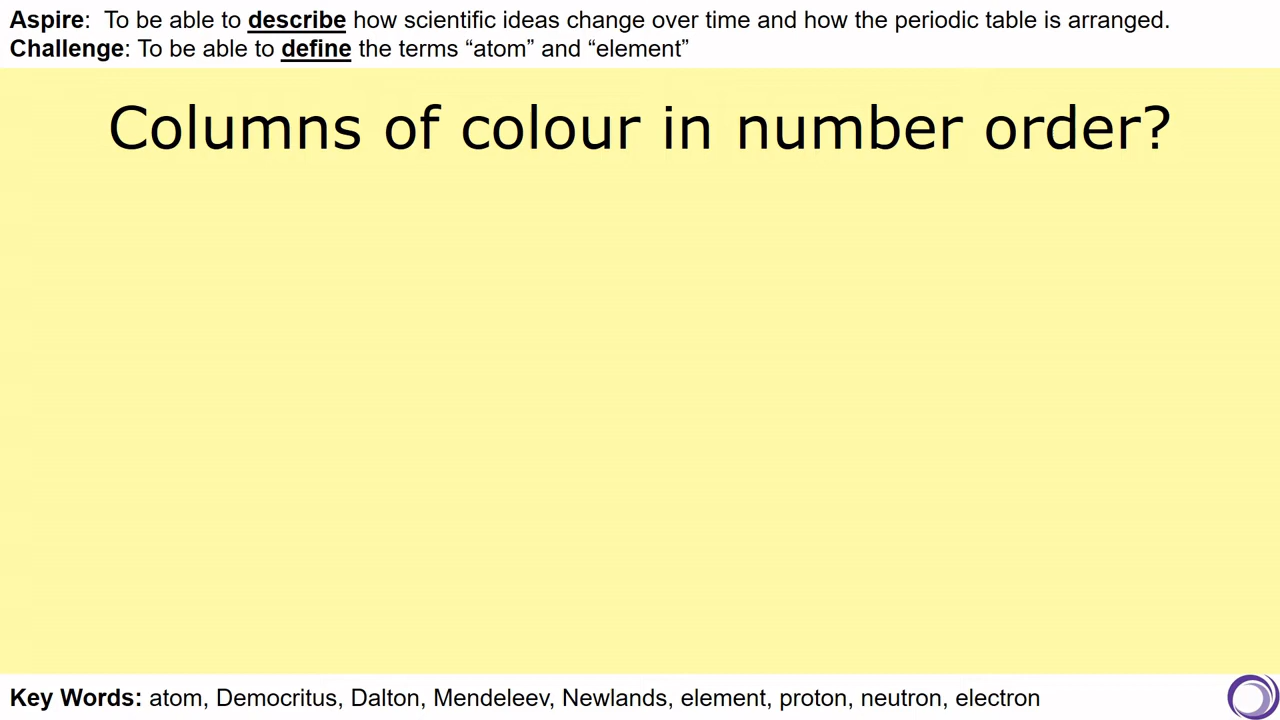 Aspire:  To be able to describe how scientific ideas change over time and how the periodic table is arranged.
Challenge: To be able to define the terms “atom” and “element”
Columns of colour in number order?
Key Words: atom, Democritus, Dalton, Mendeleev, Newlands, element, proton, neutron, electron